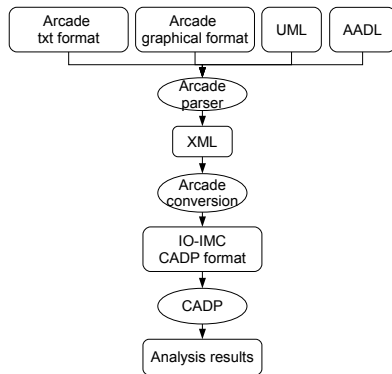 Arcade
txt format
Arcade
graphical format
UML
AADL
Arcade
parser
XML
Arcade
conversion
IO-IMC
CADP format
CADP
Analysis results